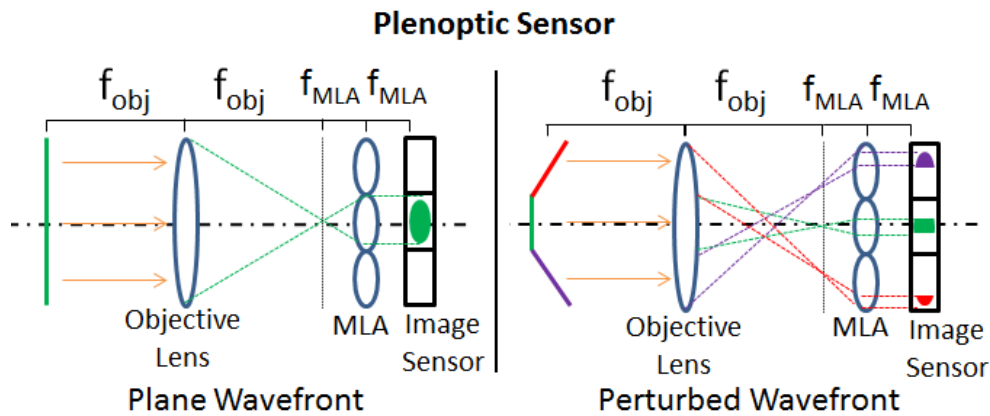 Plenoptic Sensor
f_obj f_obj f_MLA f_MLA
Objective
Lens
MLA
Image
Sensor
Plane Wavefront
f_obj f_obj f_MLA f_MLA
Objective
Lens
MLA
Image
Sensor
Perturbed Wavefront